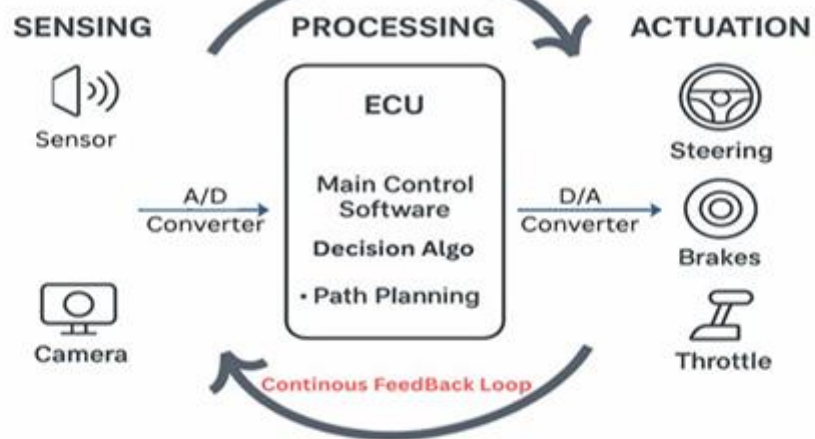 SENSING
PROCESSING
ACTUATION
Sensor
Camera
A/D
Converter
ECU
Main Control
Software
Decision Algo
• Path Planning
D/A
Converter
Steering
Brakes
Throttle
Continous FeedBack Loop